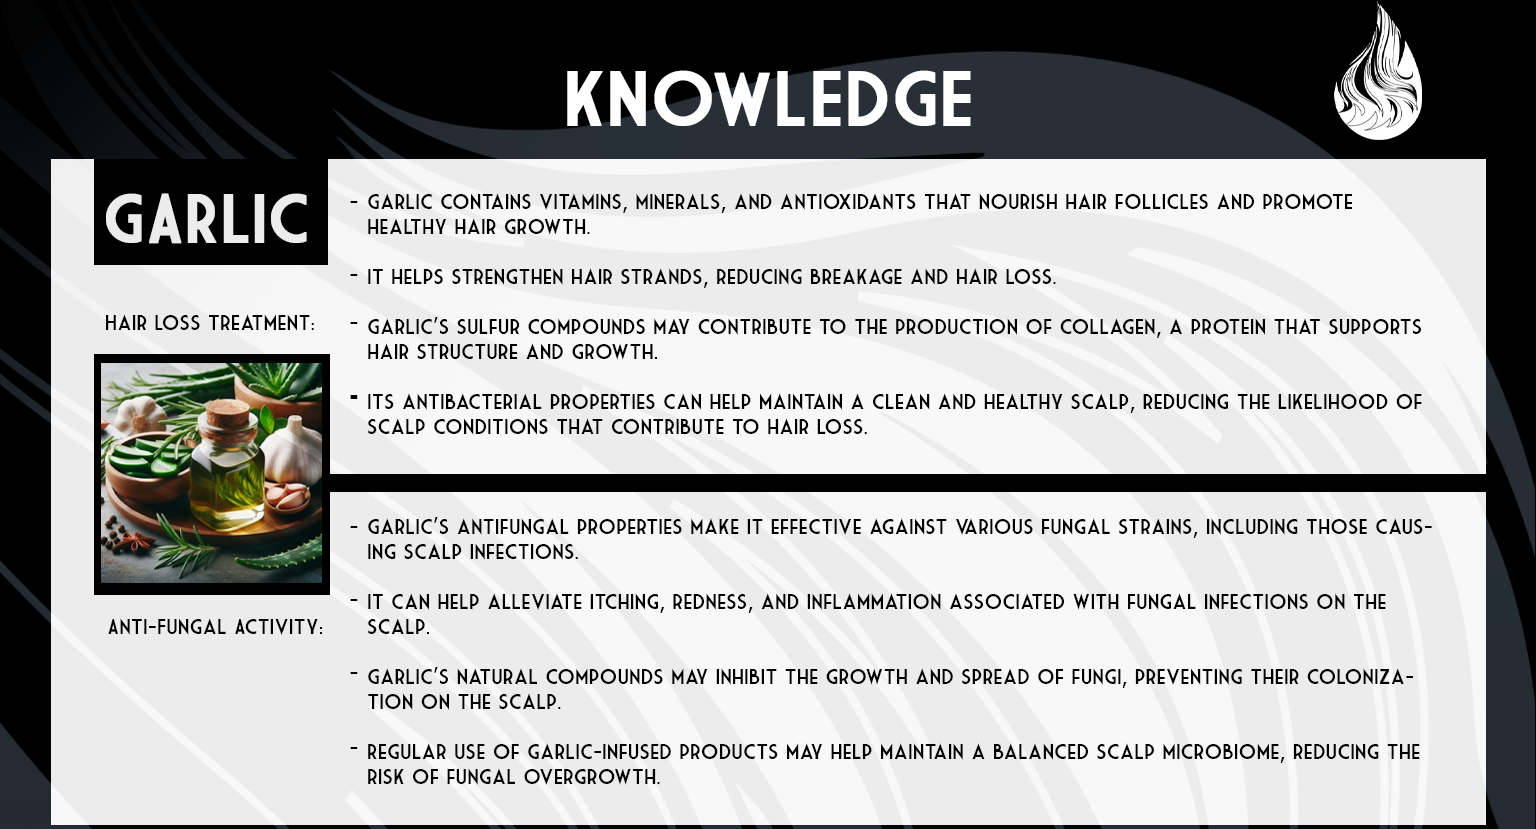 KNOWLEDGE
GARLIC
HAIR LOSS TREATMENT:
- GARLIC CONTAINS VITAMINS, MINERALS, AND ANTIOXIDANTS THAT NOURISH HAIR FOLLICLES AND PROMOTE
HEALTHY HAIR GROWTH.
- IT HELPS STRENGTHEN HAIR STRANDS, REDUCING BREAKAGE AND HAIR LOSS.
- GARLIC'S SULFUR COMPOUNDS MAY CONTRIBUTE TO THE PRODUCTION OF COLLAGEN, A PROTEIN THAT SUPPORTS
HAIR STRUCTURE AND GROWTH.
- ITS ANTIBACTERIAL PROPERTIES CAN HELP MAINTAIN A CLEAN AND HEALTHY SCALP, REDUCING THE LIKELIHOOD OF
SCALP CONDITIONS THAT CONTRIBUTE TO HAIR LOSS.
ANTI-FUNGAL ACTIVITY:
- GARLIC'S ANTIFUNGAL PROPERTIES MAKE IT EFFECTIVE AGAINST VARIOUS FUNGAL STRAINS, INCLUDING THOSE CAUS-
ING SCALP INFECTIONS.
- IT CAN HELP ALLEVIATE ITCHING, REDNESS, AND INFLAMMATION ASSOCIATED WITH FUNGAL INFECTIONS ON THE
SCALP.
- GARLIC'S NATURAL COMPOUNDS MAY INHIBIT THE GROWTH AND SPREAD OF FUNGI, PREVENTING THEIR COLONIZA-
TION ON THE SCALP.
- REGULAR USE OF GARLIC-INFUSED PRODUCTS MAY HELP MAINTAIN A BALANCED SCALP MICROBIOME, REDUCING THE
RISK OF FUNGAL OVERGROWTH.